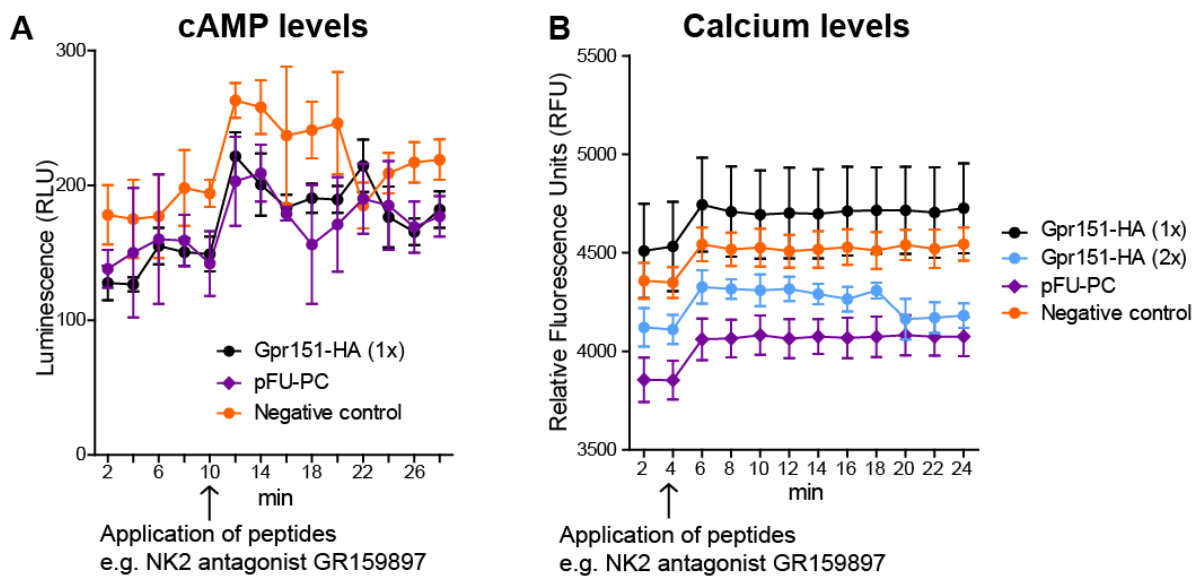 A
cAMP levels
300
200
100
0
Luminescence (RLU)
Gpr151-HA (1x)
pFU-PC
Negative control
2
6
10
14
18
22
26
min
Application of peptides
e.g. NK2 antagonist GR159897
B
Calcium levels
5500
5000
4500
4000
3500
Relative Fluorescence Units (RFU)
2
4
6
8
10
12
14
16
18
20
22
24
min
Application of peptides
e.g. NK2 antagonist GR159897
Gpr151-HA (1x)
Gpr151-HA (2x)
pFU-PC
Negative control